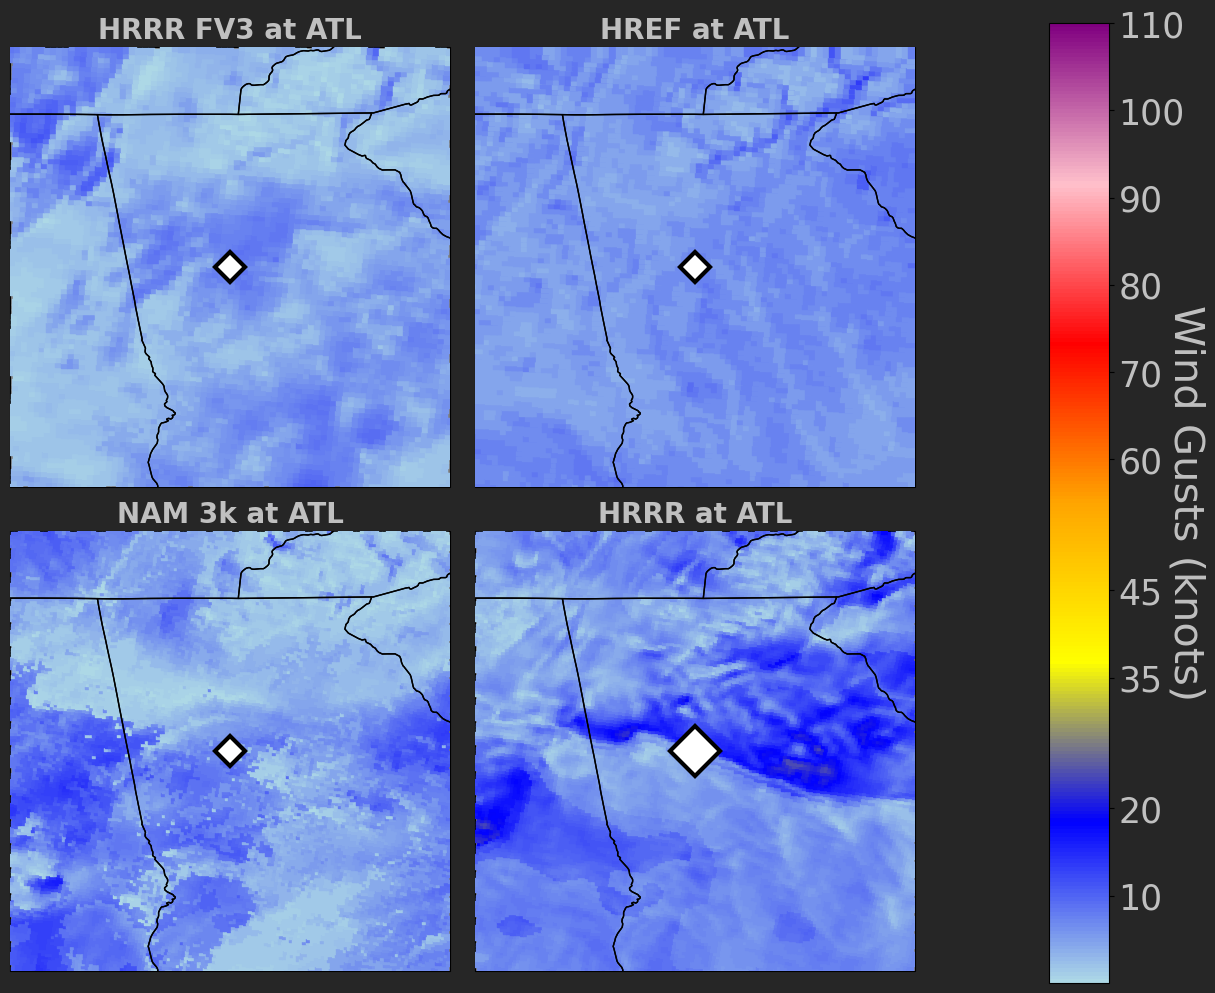 HRRR FV3 at ATL
HREF at ATL
NAM 3k at ATL
HRRR at ATL
110
100
90
80
70
60
45
35
20
10
Wind Gusts (knots)